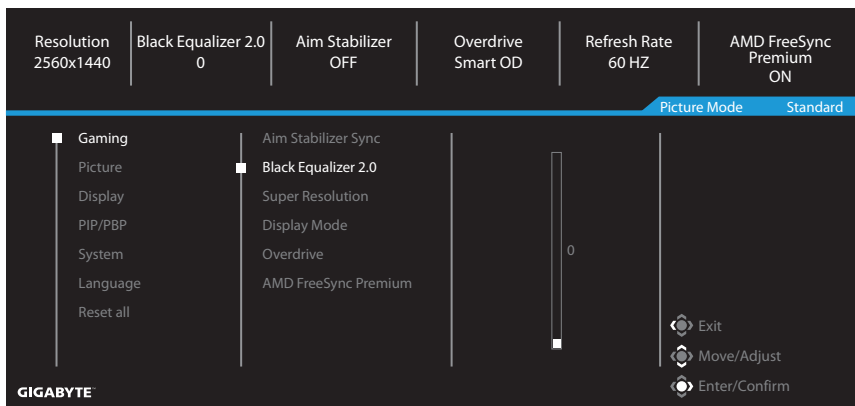 Resolution
2560x1440
Black Equalizer 2.0
0
Aim Stabilizer
OFF
Overdrive
Smart OD
Refresh Rate
60 HZ
AMD FreeSync
Premium
ON
Picture Mode Standard
Gaming
Picture
Display
PIP/PBP
System
Language
Reset all
Aim Stabilizer Sync
Black Equalizer 2.0
Super Resolution
Display Mode
Overdrive
AMD FreeSync Premium
0
Exit
Move/Adjust
Enter/Confirm
GIGABYTE™